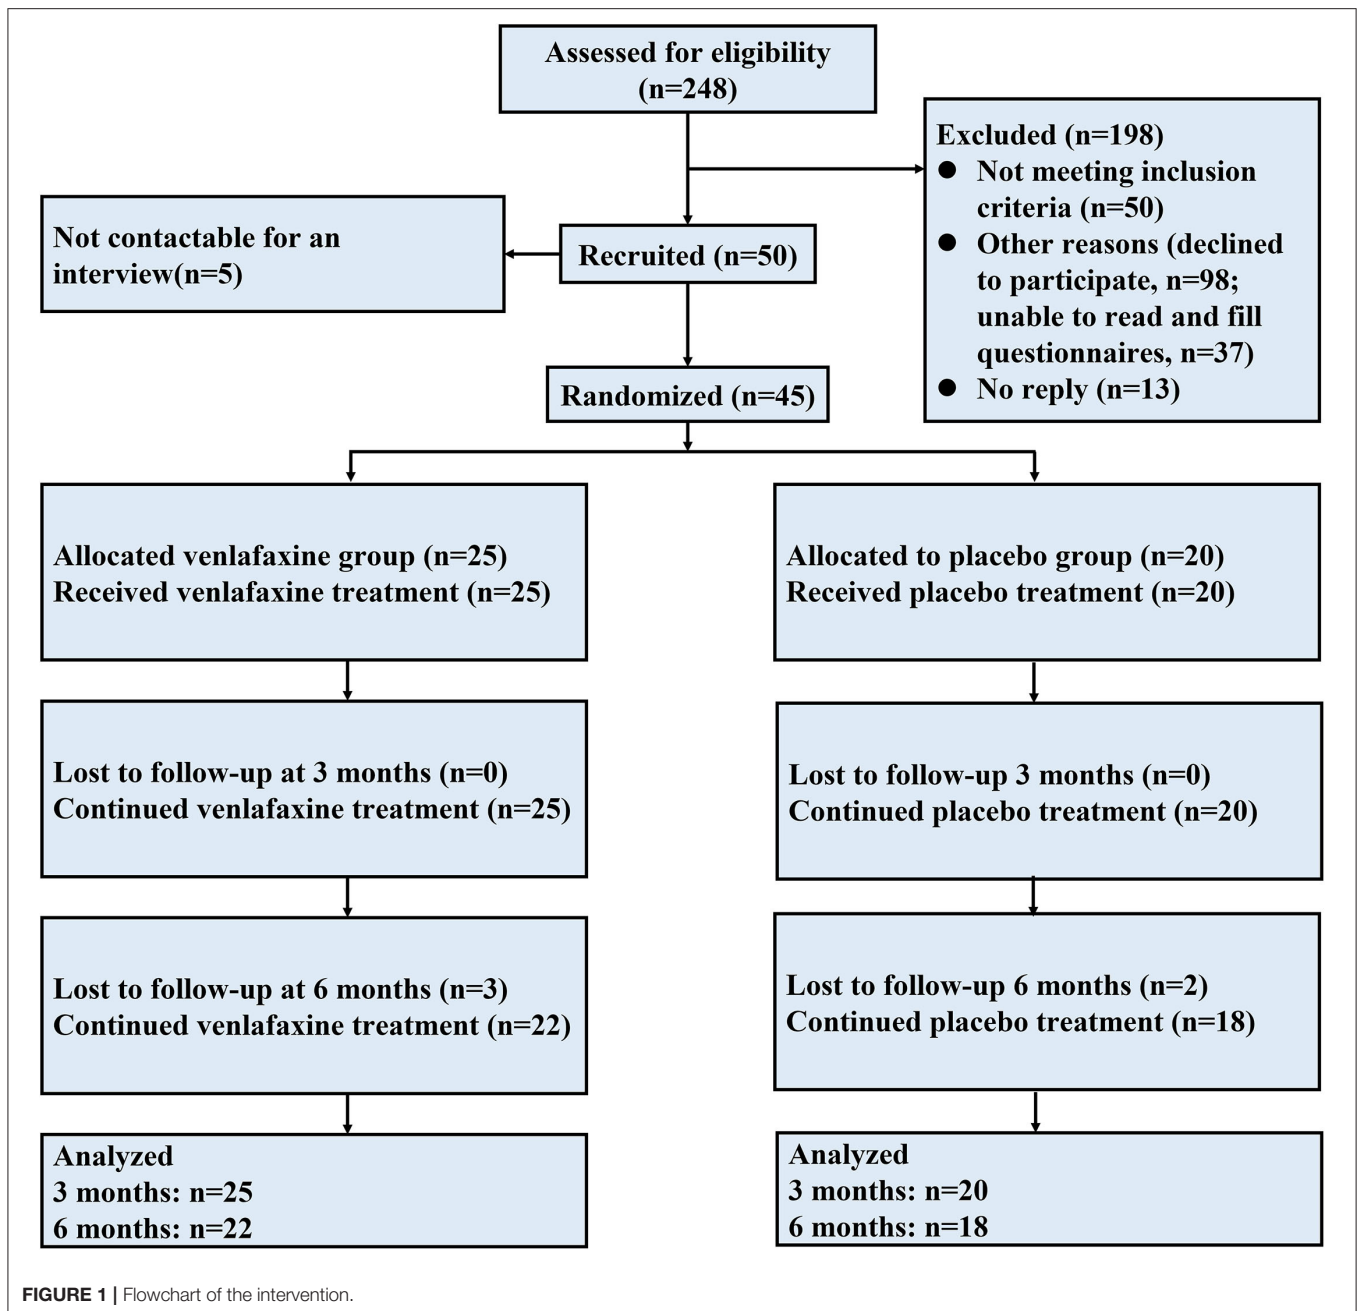 Assessed for eligibility
(n=248)
Excluded (n=198)
● Not meeting inclusion
criteria (n=50)
● Other reasons (declined
to participate, n=98;
unable to read and fill
questionnaires, n=37)
● No reply (n=13)
Not contactable for an
interview(n=5)
Recruited (n=50)
Randomized (n=45)
Allocated venlafaxine group (n=25)
Received venlafaxine treatment (n=25)
Allocated to placebo group (n=20)
Received placebo treatment (n=20)
Lost to follow-up at 3 months (n=0)
Continued venlafaxine treatment (n=25)
Lost to follow-up 3 months (n=0)
Continued placebo treatment (n=20)
Lost to follow-up at 6 months (n=3)
Continued venlafaxine treatment (n=22)
Lost to follow-up 6 months (n=2)
Continued placebo treatment (n=18)
Analyzed
3 months: n=25
6 months: n=22
Analyzed
3 months: n=20
6 months: n=18
FIGURE 1 | Flowchart of the intervention.